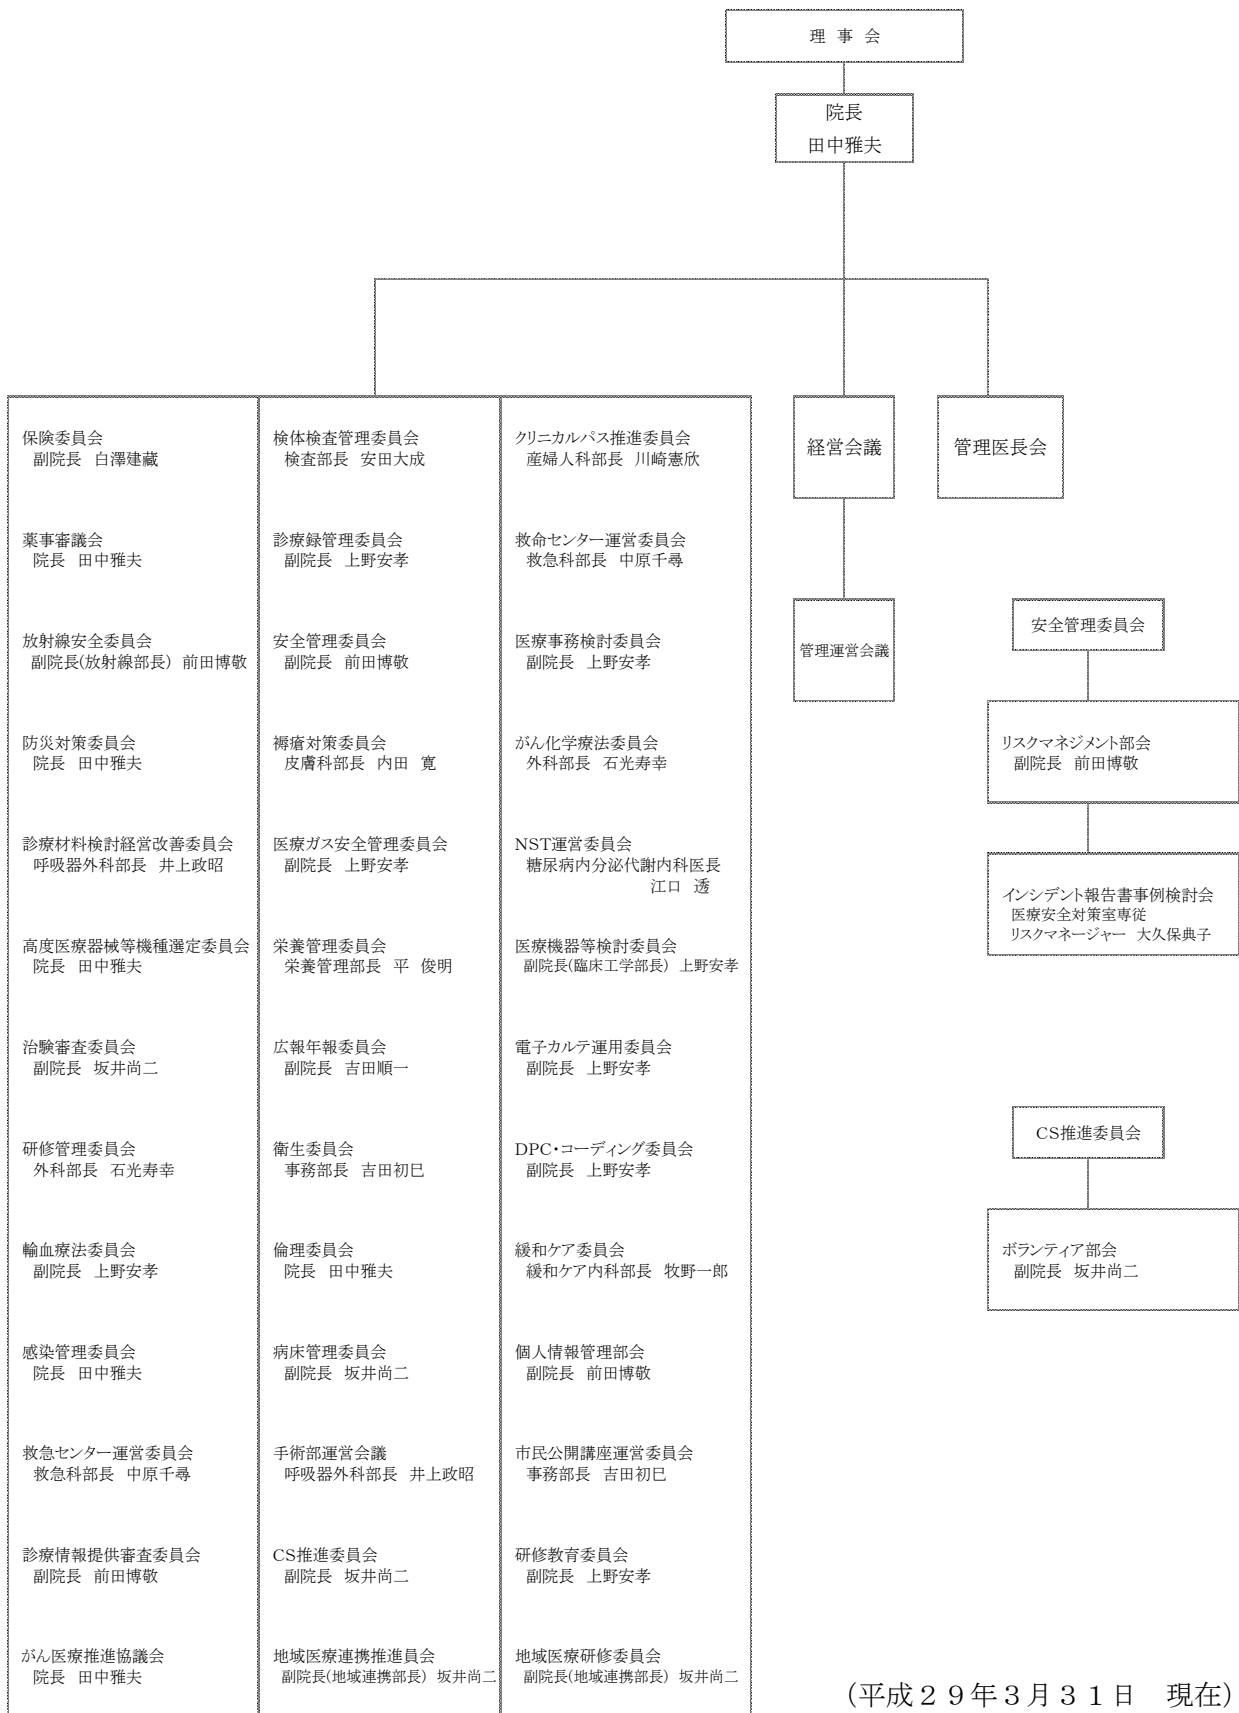 理 事 会
院長
田中雅夫
保険委員会
副院長 白澤建藏
薬事審議会
院長 田中雅夫
放射線安全委員会
副院長(放射線部長) 前田博敬
防災対策委員会
院長 田中雅夫
診療材料検討経営改善委員会
呼吸器外科部長 井上政昭
高度医療器械等機種選定委員会
院長 田中雅夫
治験審査委員会
副院長 坂井尚二
研修管理委員会
外科部長 石光寿幸
輸血療法委員会
副院長 上野安孝
感染管理委員会
院長 田中雅夫
救急センター運営委員会
救急科部長 中原千尋
診療情報提供審査委員会
副院長 前田博敬
がん医療推進協議会
院長 田中雅夫
検体検査管理委員会
検査部長 安田大成
診療録管理委員会
副院長 上野安孝
安全管理委員会
副院長 前田博敬
褥瘡対策委員会
皮膚科部長 内田 寛
医療ガス安全管理委員会
副院長 上野安孝
栄養管理委員会
栄養管理部長 平 俊明
広報年報委員会
副院長 吉田順一
衛生委員会
事務部長 吉田初巳
倫理委員会
院長 田中雅夫
病床管理委員会
副院長 坂井尚二
手術部運営会議
呼吸器外科部長 井上政昭
CS推進委員会
副院長 坂井尚二
地域医療連携推進員会
副院長(地域連携部長) 坂井尚二
クリニカルパス推進委員会
産婦人科部長 川崎憲欣
救命センター運営委員会
救急科部長 中原千尋
医療事務検討委員会
副院長 上野安孝
がん化学療法委員会
外科部長 石光寿幸
NST運営委員会
糖尿病内分泌代謝内科医長
江口 透
医療機器等検討委員会
副院長(臨床工学部長) 上野安孝
電子カルテ運用委員会
副院長 上野安孝
DPC・コーディング委員会
副院長 上野安孝
緩和ケア委員会
緩和ケア内科部長 牧野一郎
個人情報管理部会
副院長 前田博敬
市民公開講座運営委員会
事務部長 吉田初巳
研修教育委員会
副院長 上野安孝
地域医療研修委員会
副院長(地域連携部長) 坂井尚二
経営会議
管理医長会
管理運営会議
安全管理委員会
リスクマネジメント部会
副院長 前田博敬
インシデント報告書事例検討会
医療安全対策室専従
リスクマネージャー 大久保典子
CS推進委員会
ボランティア部会
副院長 坂井尚二
(平成29年3月31日 現在)